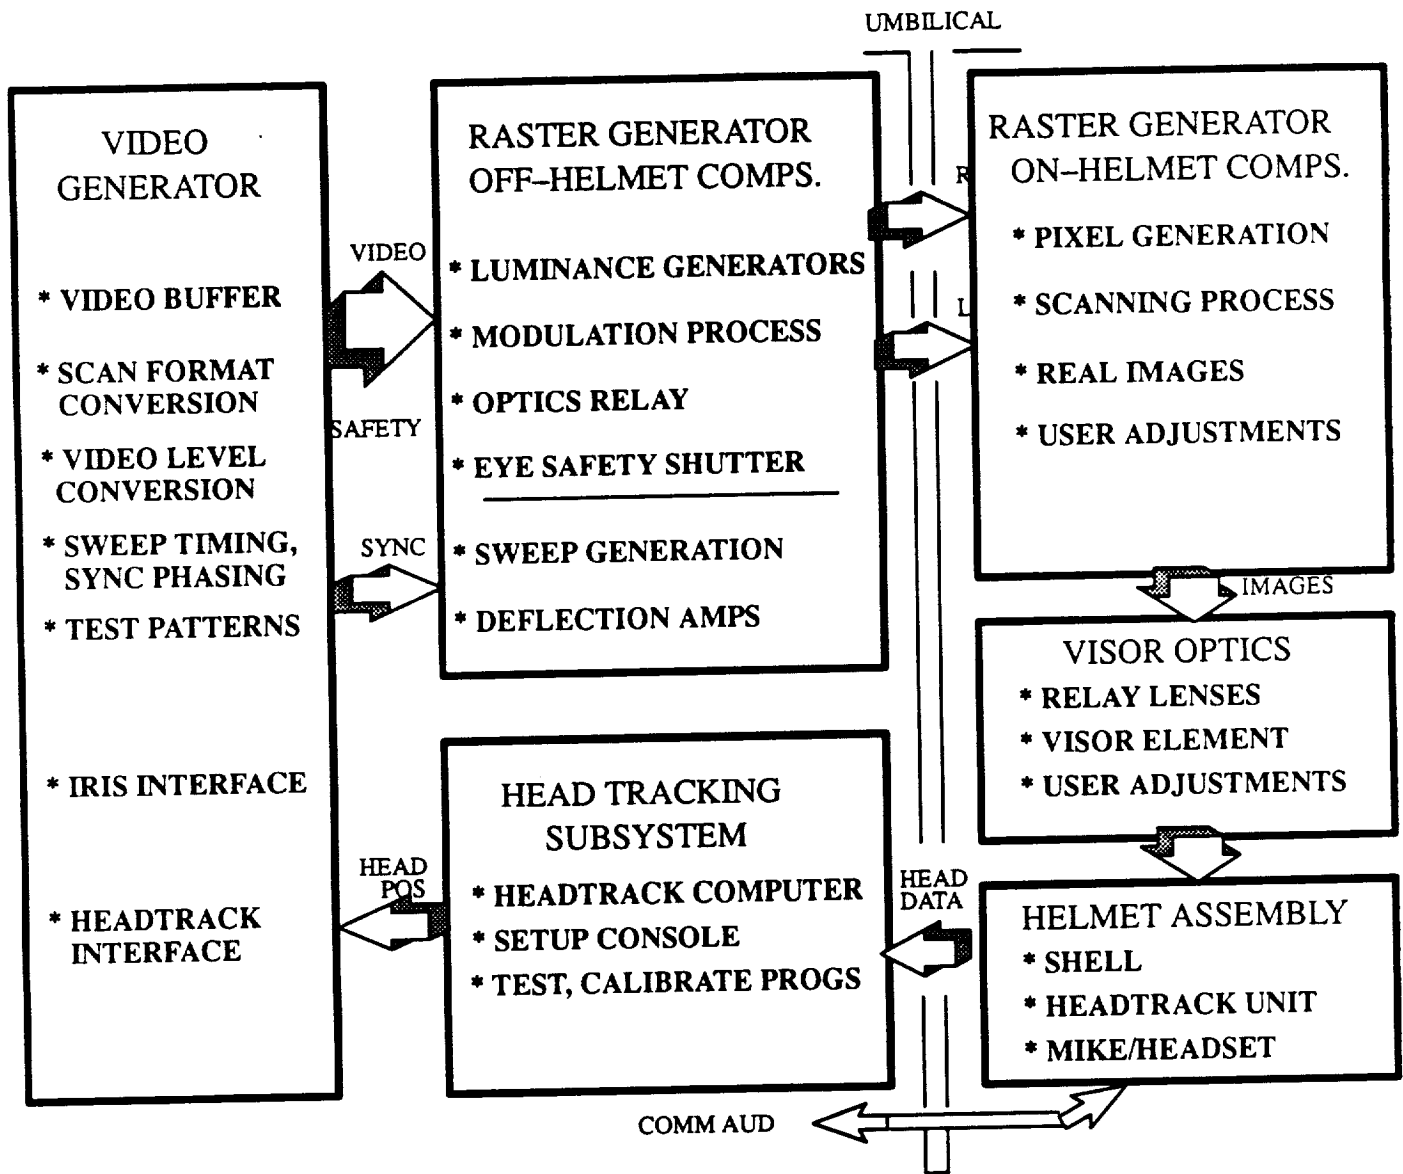 UMBILICAL
VIDEO
GENERATOR
* VIDEO BUFFER
* SCAN FORMAT
CONVERSION
* VIDEO LEVEL
CONVERSION
* SWEEP TIMING,
SYNC PHASING
* TEST PATTERNS
* IRIS INTERFACE
* HEADTRACK
INTERFACE
VIDEO
SAFETY
SYNC
HEAD
POS
RASTER GENERATOR
OFF–HELMET COMPS.
* LUMINANCE GENERATORS
* MODULATION PROCESS
* OPTICS RELAY
* EYE SAFETY SHUTTER
* SWEEP GENERATION
* DEFLECTION AMPS
HEAD TRACKING
SUBSYSTEM
* HEADTRACK COMPUTER
* SETUP CONSOLE
* TEST, CALIBRATE PROGS
R
L
HEAD
DATA
RASTER GENERATOR
ON–HELMET COMPS.
* PIXEL GENERATION
* SCANNING PROCESS
* REAL IMAGES
* USER ADJUSTMENTS
IMAGES
VISOR OPTICS
* RELAY LENSES
* VISOR ELEMENT
* USER ADJUSTMENTS
HELMET ASSEMBLY
* SHELL
* HEADTRACK UNIT
* MIKE/HEADSET
COMM AUD